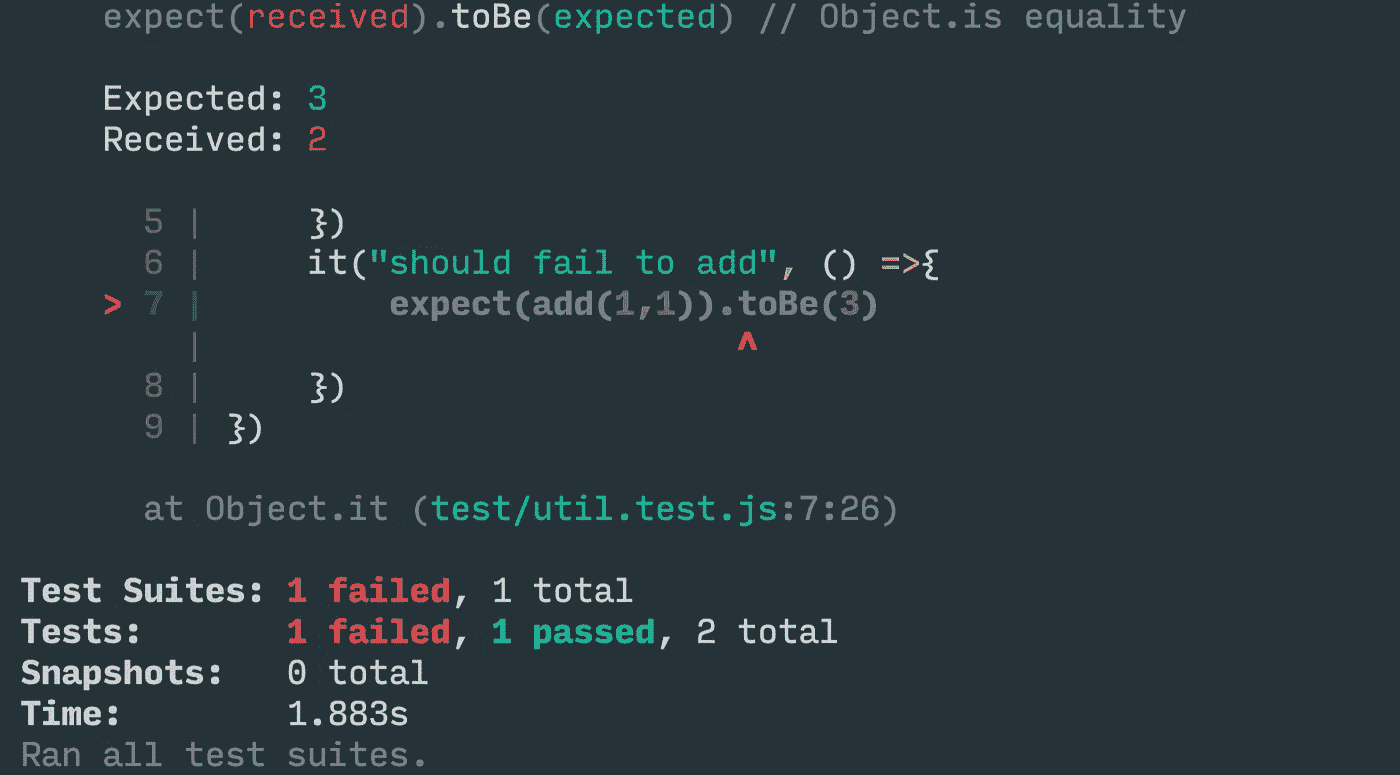 expect(received).toBe(expected) // Object.is equality
Expected: 3
Received: 2
5 |     })
6 |     it("should fail to add", () =>{
> 7 |         expect(add(1,1)).toBe(3)
|                          ^
8 |     })
9 | })
at Object.it (test/util.test.js:7:26)
Test Suites: 1 failed, 1 total
Tests:       1 failed, 1 passed, 2 total
Snapshots:   0 total
Time:        1.883s
Ran all test suites.